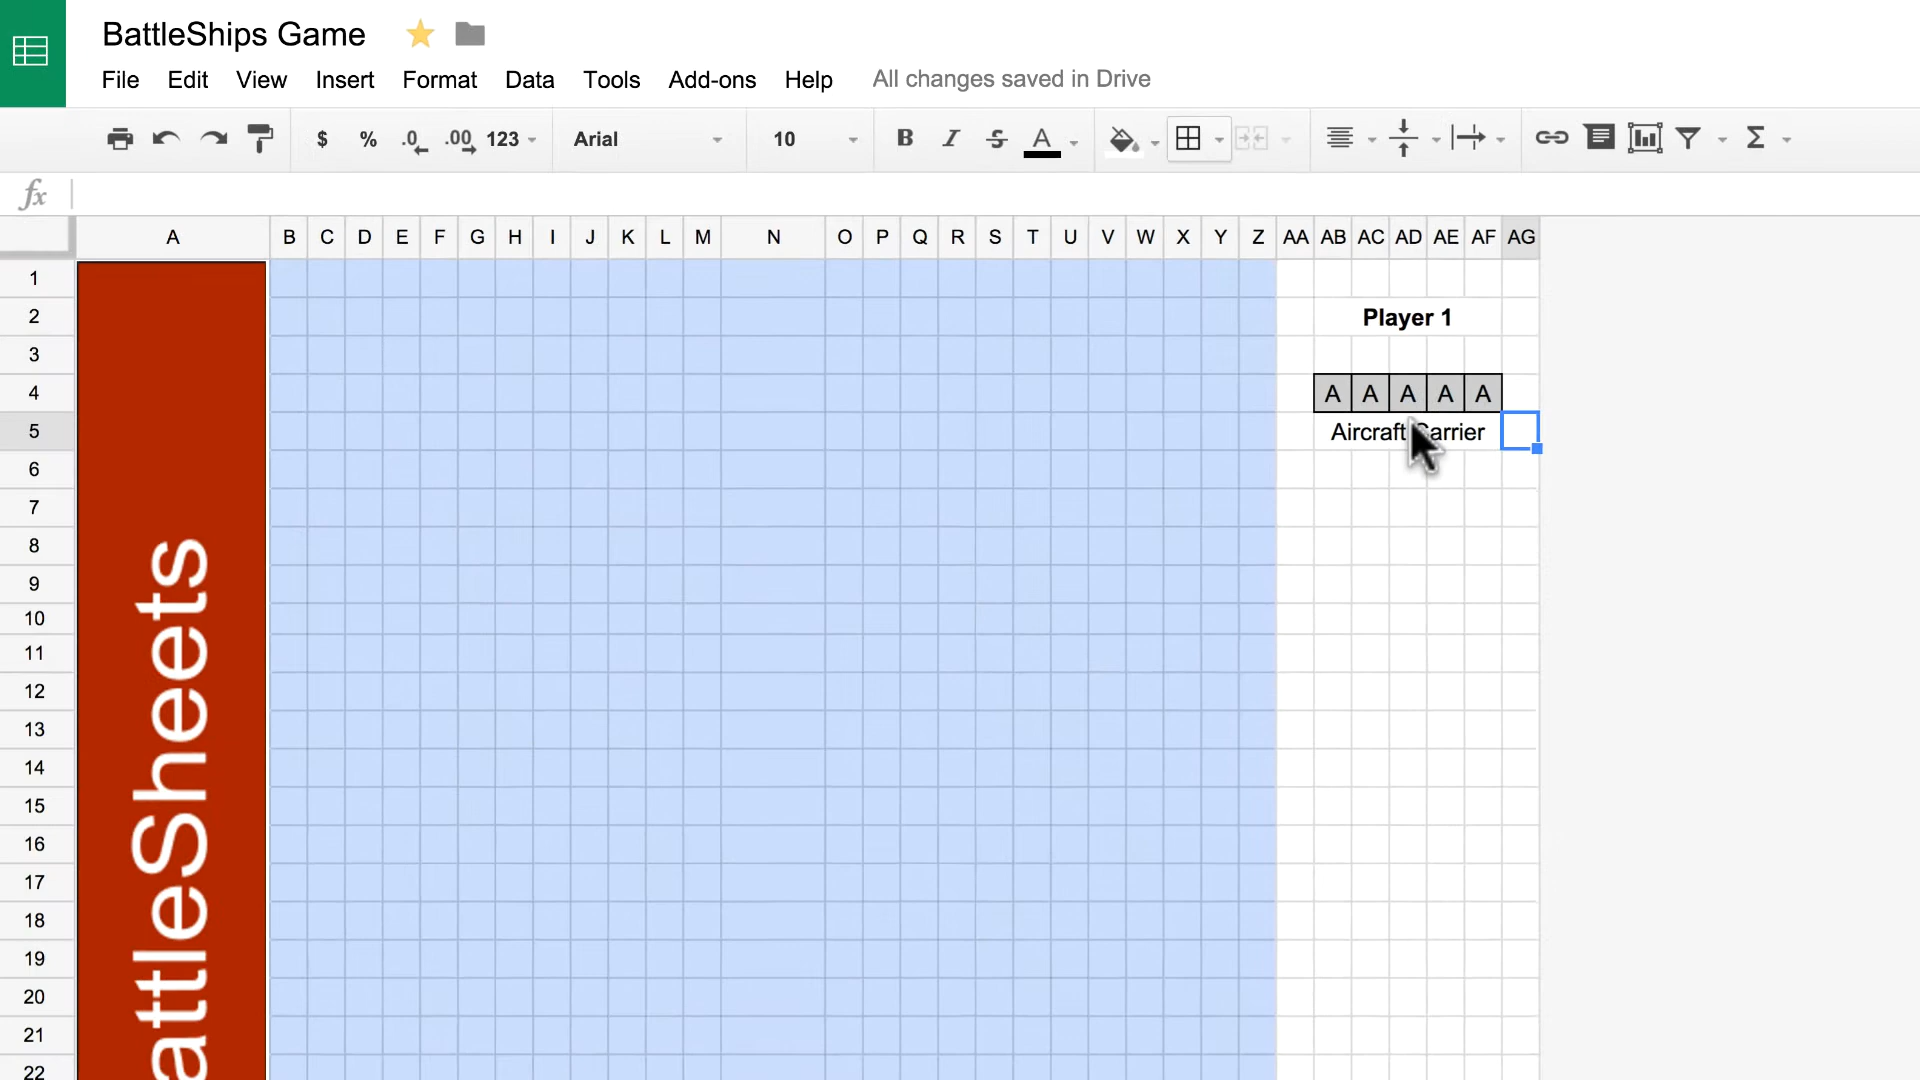 BattleShips Game
File Edit View Insert Format Data Tools Add-ons Help All changes saved in Drive
$ % .0 .00 123 Arial 10 B I S A Σ
fx
A B C D E F G H I J K L M N O P Q R S T U V W X Y Z AA AB AC AD AE AF AG
1
2 Player 1
3
4 A A A A A
5 Aircraft Carrier
6
7
8
9
10
11
12
13
14
15
16
17
18
19
20
21
22
attleSheets